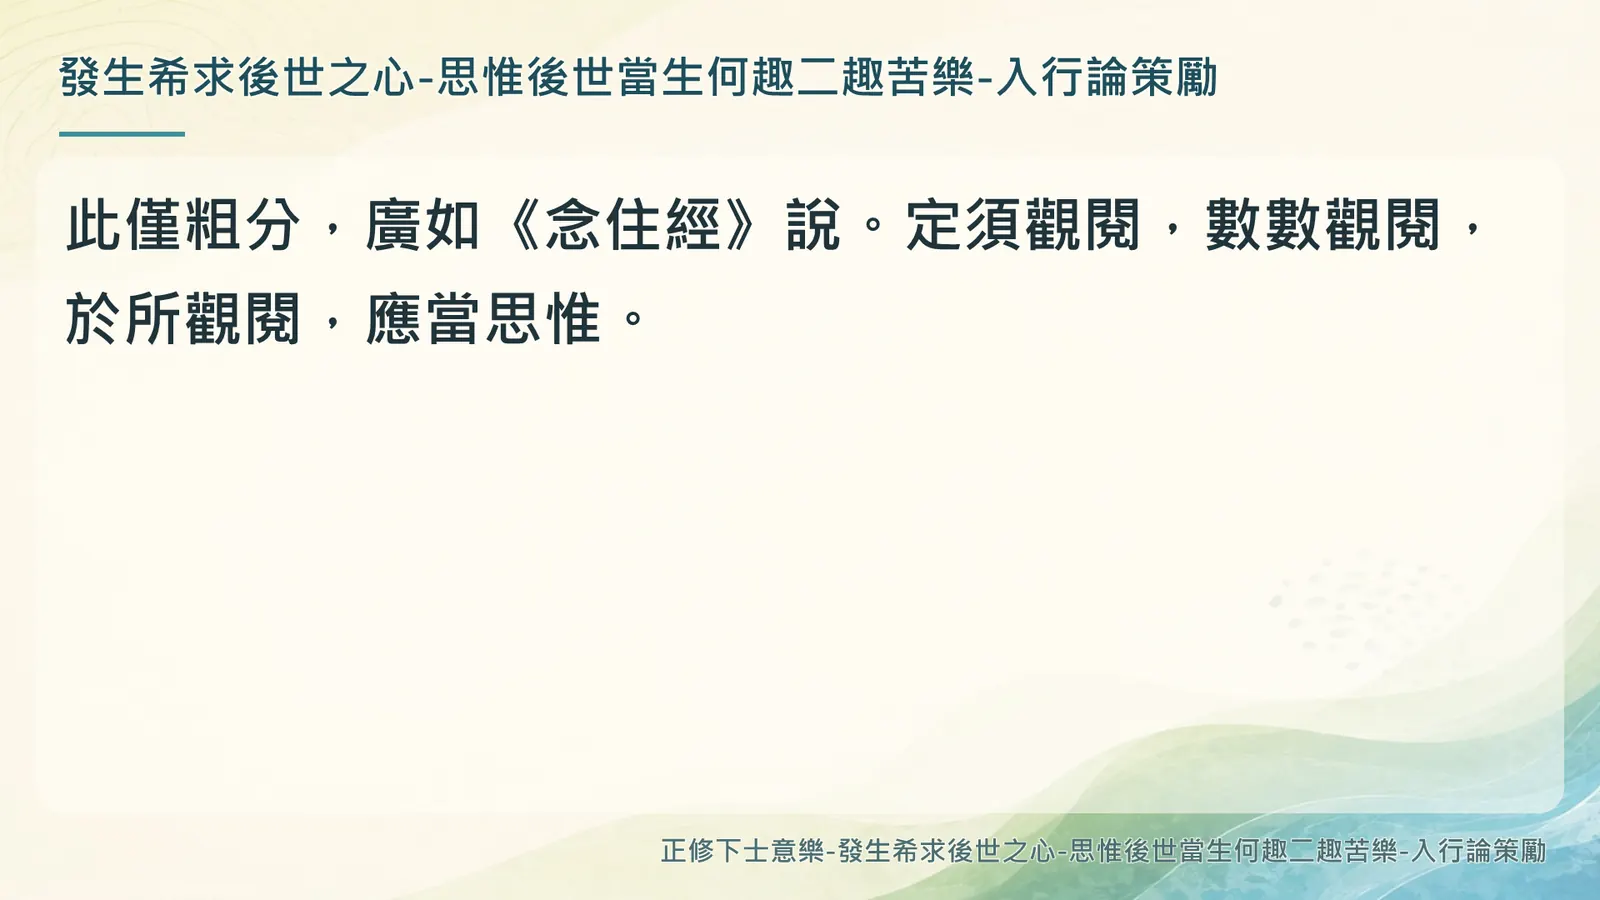 發生希求後世之心-思惟後世當生何趣二趣苦樂-入行論策勵
此僅粗分，廣如《念住經》說。定須觀閱，數數觀閱，
於所觀閱，應當思惟。
正修下士意樂-發生希求後世之心-思惟後世當生何趣二趣苦樂-入行論策勵